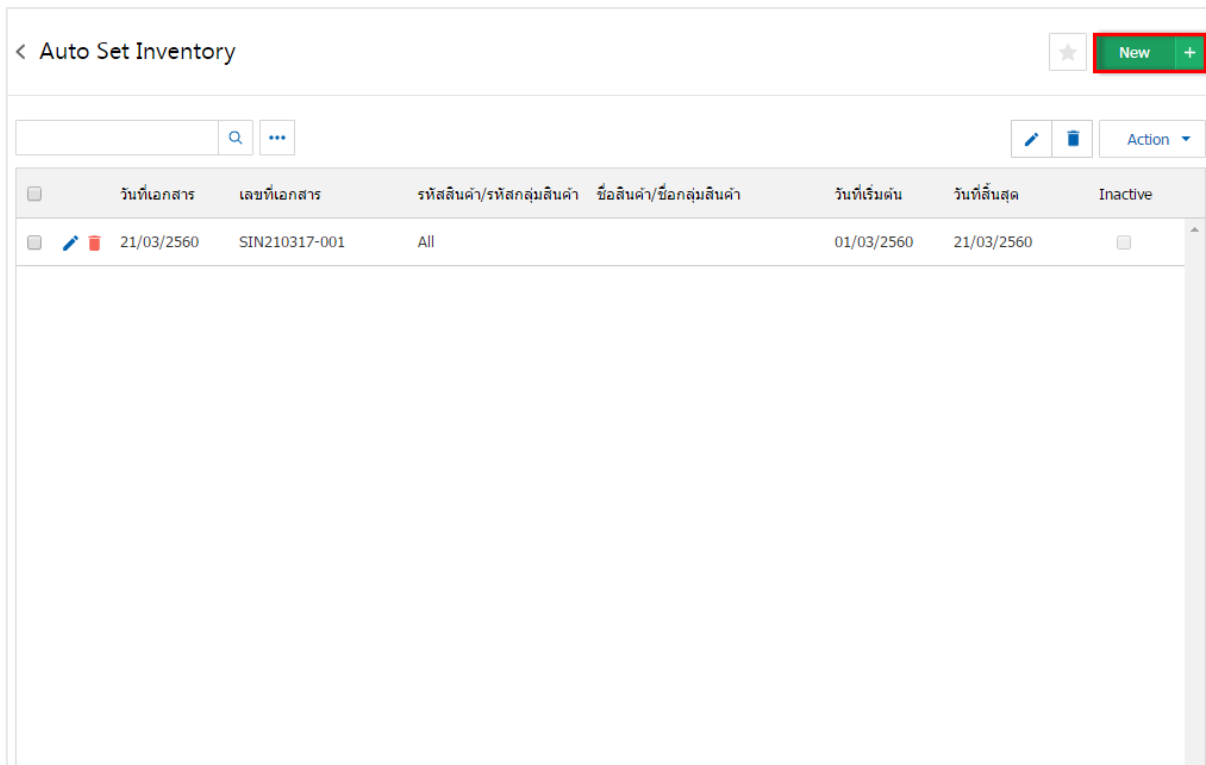 < Auto Set Inventory
New +
••• Action
วันที่เอกสาร เลขที่เอกสาร รหัสสินค้า/รหัสกลุ่มสินค้า ชื่อสินค้า/ชื่อกลุ่มสินค้า วันที่เริ่มต้น วันที่สิ้นสุด Inactive
21/03/2560 SIN210317-001 All 01/03/2560 21/03/2560